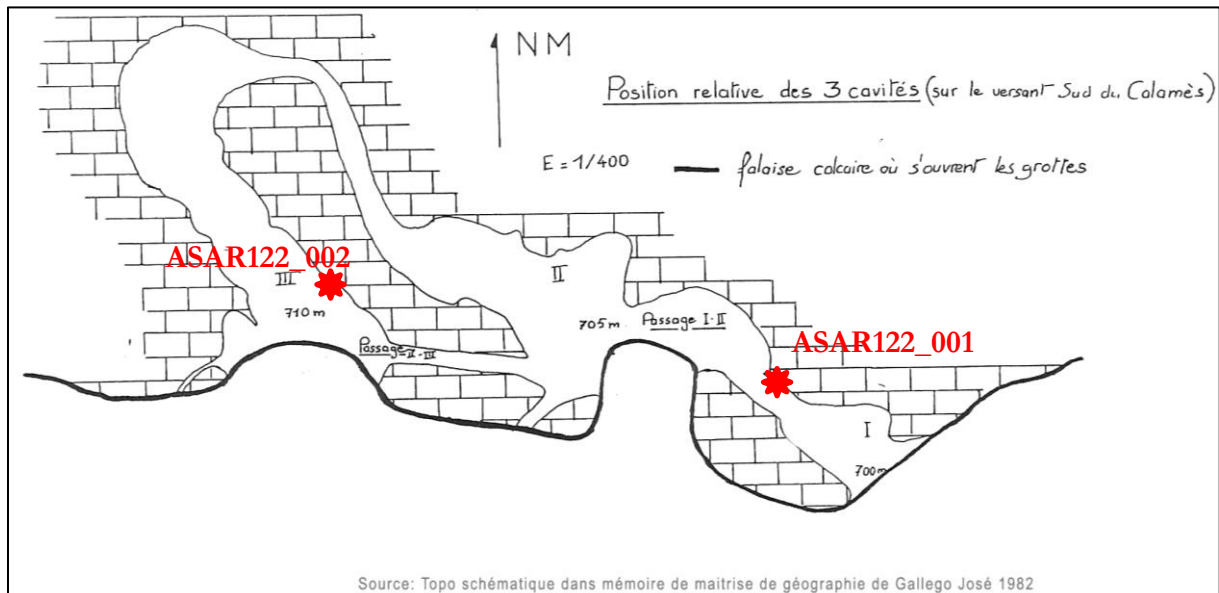 NM
Position relative des 3 cavités (sur le versant Sud du Calamès)
E = 1/400
falaise calcaire où s'ouvrent les grottes
ASAR122_002
III
710 m
Passage II-III
II
705 m
Passage I-II
ASAR122_001
I
700 m
Source: Topo schématique dans mémoire de maitrise de géographie de Gallego José 1982